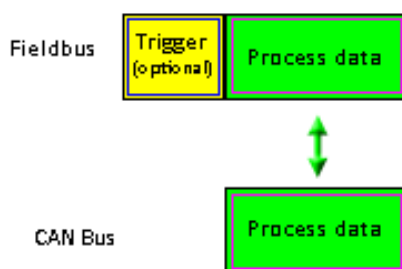 Fieldbus
Trigger
(optional)
Process data
CAN Bus
Process data